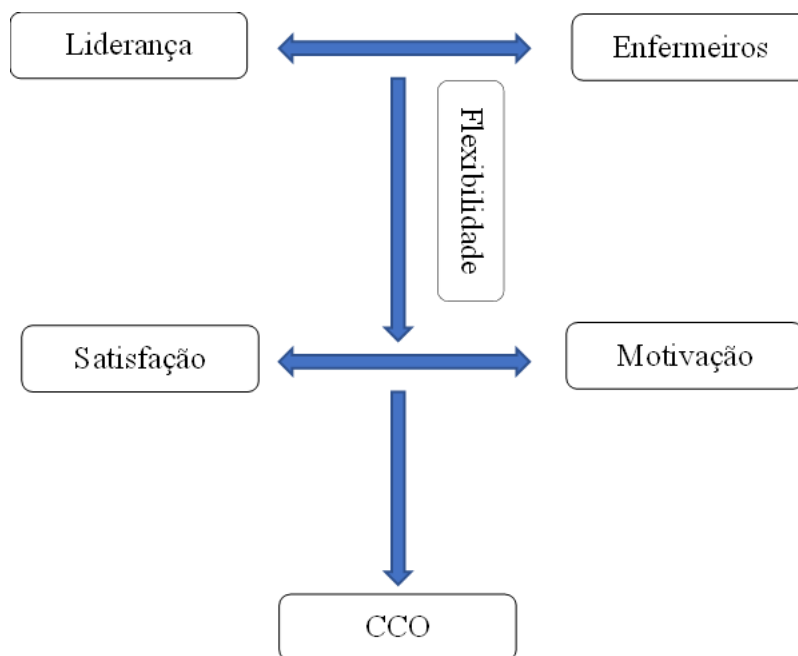 Liderança
Enfermeiros
Flexibilidade
Satisfação
Motivação
CCO